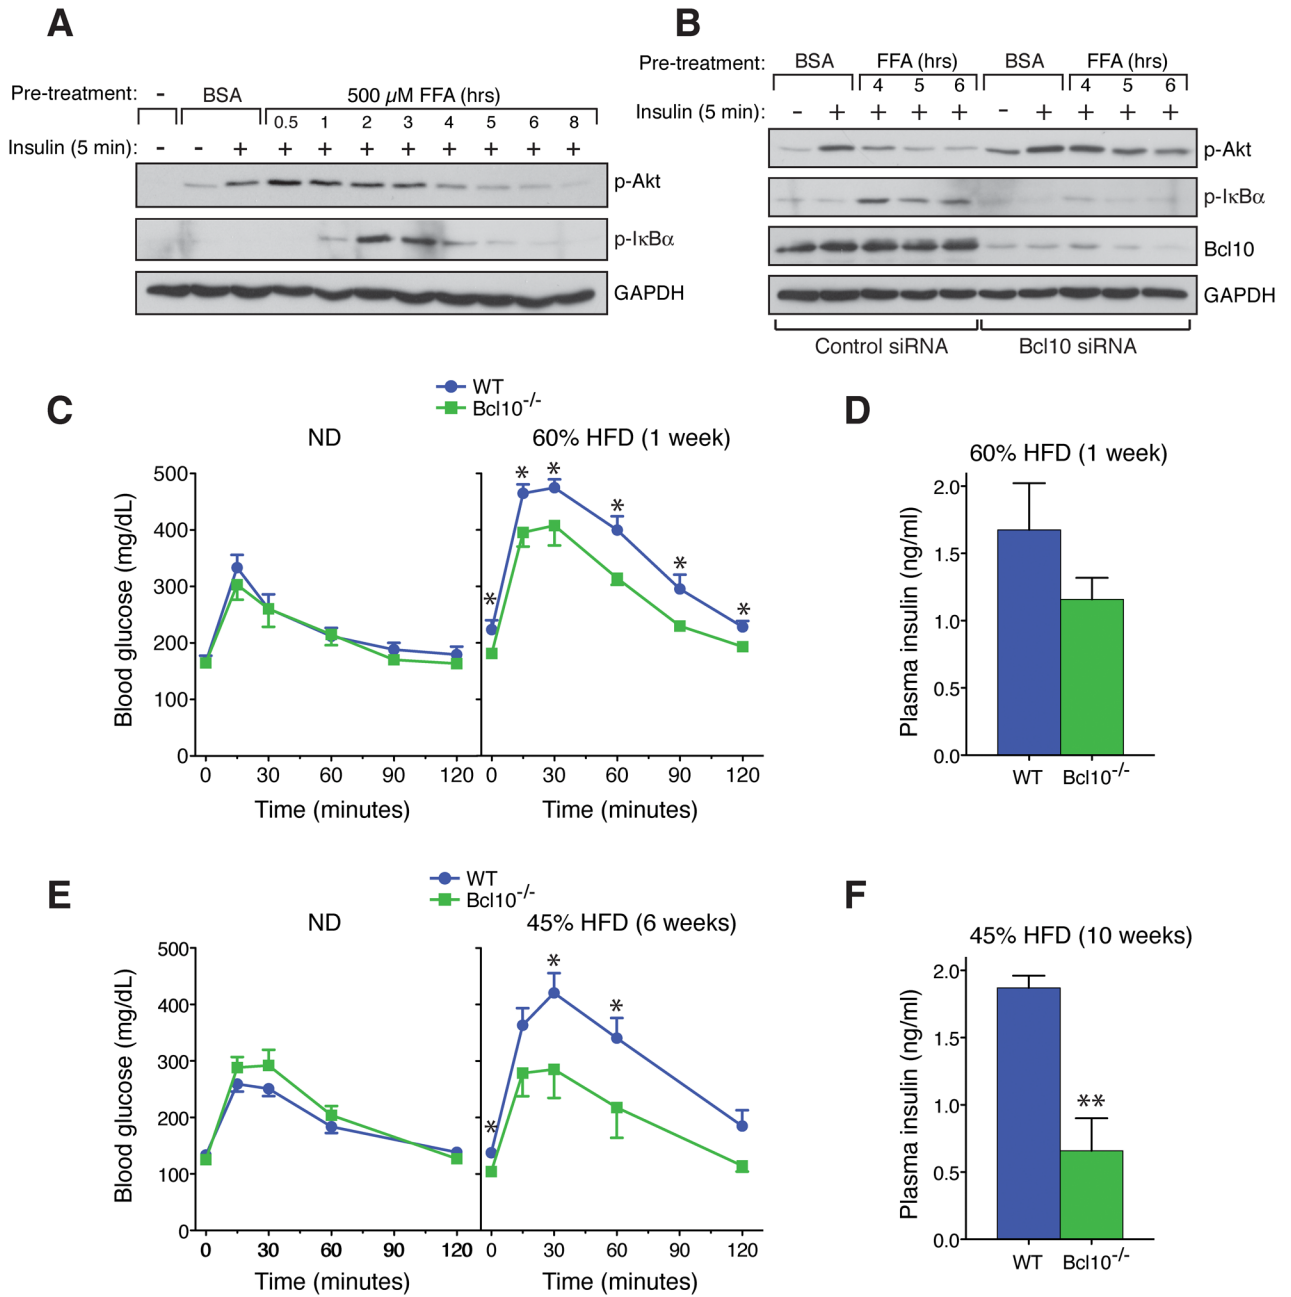 A
Pre-treatment: - BSA 500 µM FFA (hrs)
0.5 1 2 3 4 5 6 8
Insulin (5 min): - - + + + + + + + + +
p-Akt
p-IκBα
GAPDH
B
Pre-treatment: BSA FFA (hrs) BSA FFA (hrs)
4 5 6 4 5 6
Insulin (5 min): - + + + + - + + + +
p-Akt
p-IκBα
Bcl10
GAPDH
Control siRNA Bcl10 siRNA
C
WT
Bcl10-/-
ND
60% HFD (1 week)
Blood glucose (mg/dL)
500
400
300
200
100
0
* * * * * *
0 30 60 90 120 0 30 60 90 120
Time (minutes) Time (minutes)
D
60% HFD (1 week)
Plasma insulin (ng/ml)
2.0
1.5
1.0
0.5
0.0
WT Bcl10-/-
E
WT
Bcl10-/-
ND
45% HFD (6 weeks)
Blood glucose (mg/dL)
500
400
300
200
100
0
* * *
0 30 60 90 120 0 30 60 90 120
Time (minutes) Time (minutes)
F
45% HFD (10 weeks)
Plasma insulin (ng/ml)
2.0
1.5
1.0
0.5
0.0
**
WT Bcl10-/-